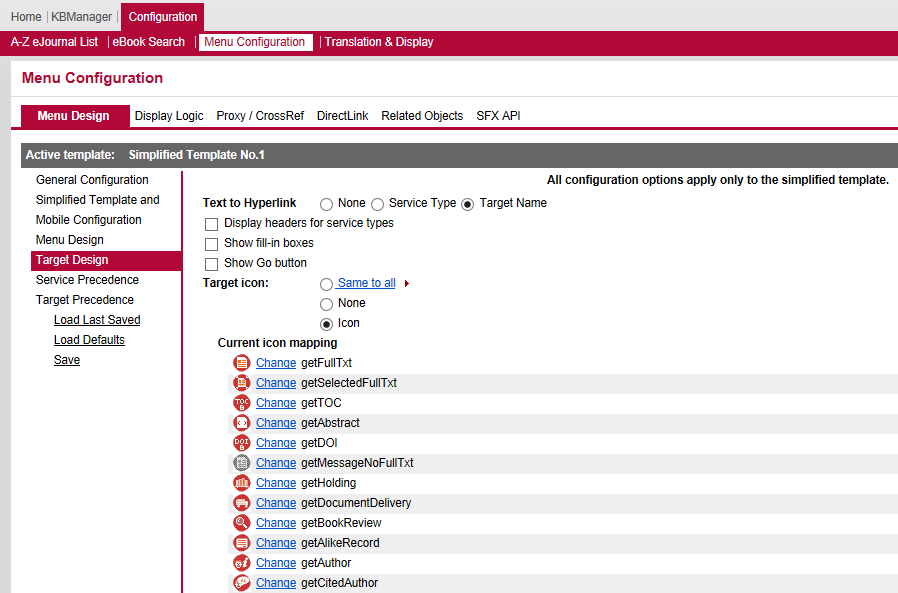 Home | KBManager | Configuration
A-Z eJournal List | eBook Search | Menu Configuration | Translation & Display
Menu Configuration
Menu Design Display Logic Proxy / CrossRef DirectLink Related Objects SFX API
Active template: Simplified Template No.1
General Configuration
Simplified Template and
Mobile Configuration
Menu Design
Target Design
Service Precedence
Target Precedence
Load Last Saved
Load Defaults
Save
All configuration options apply only to the simplified template.
Text to Hyperlink None Service Type Target Name
Display headers for service types
Show fill-in boxes
Show Go button
Target icon: Same to all
None
Icon
Current icon mapping
Change getFullTxt
Change getSelectedFullTxt
TOC Change getTOC
Change getAbstract
DOI Change getDOI
Change getMessageNoFullTxt
Change getHolding
Change getDocumentDelivery
Change getBookReview
Change getAlikeRecord
Change getAuthor
Change getCitedAuthor